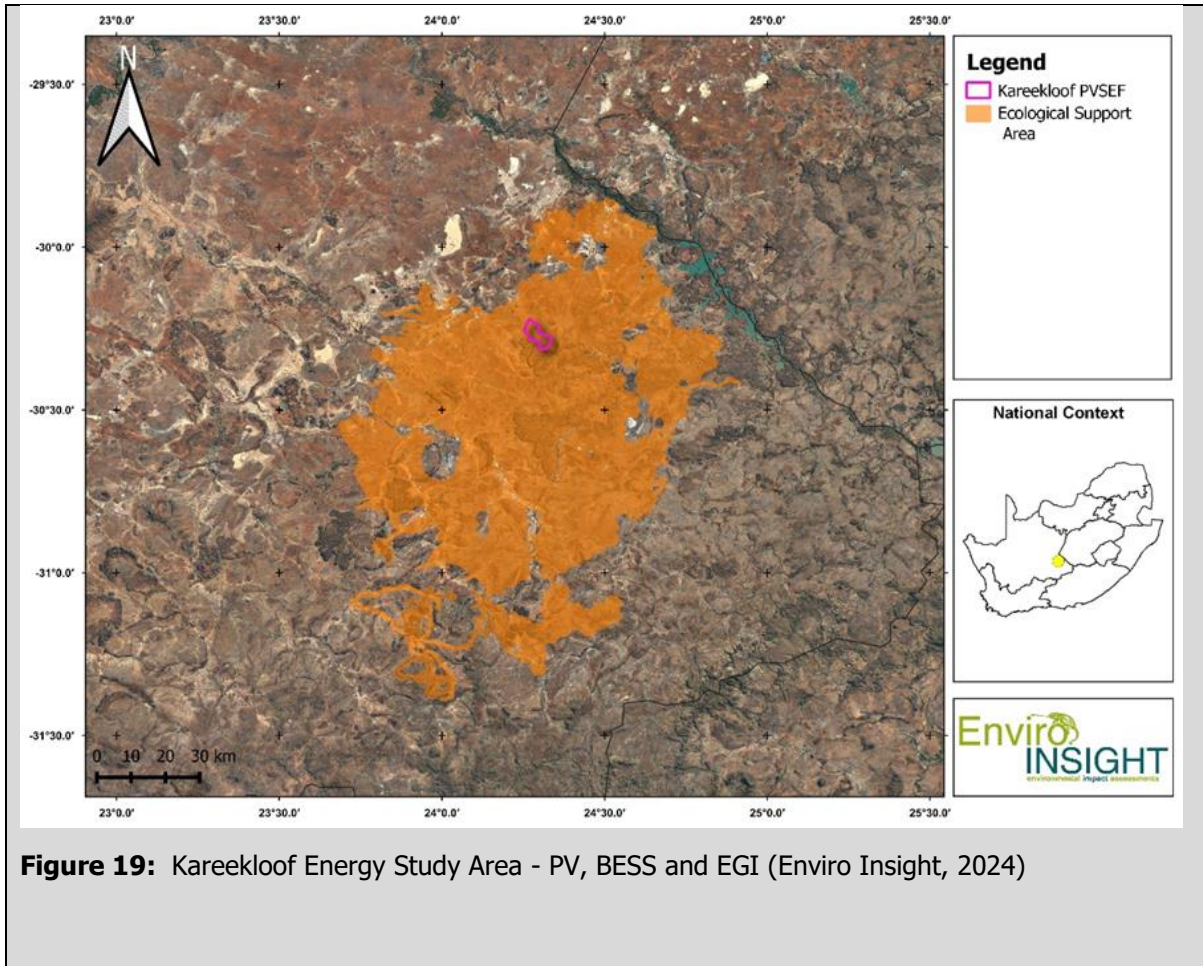 23°0.0' 23°30.0' 24°0.0' 24°30.0' 25°0.0' 25°30.0'
N
-29°30.0'
-30°0.0'
-30°30.0'
-31°0.0'
-31°30.0'
0 10 20 30 km
23°0.0' 23°30.0' 24°0.0' 24°30.0' 25°0.0' 25°30.0'
Legend
Kareekloof PVSEF
Ecological Support
Area
National Context
Enviro
INSIGHT
environmental impact assessments
Figure 19: Kareekloof Energy Study Area - PV, BESS and EGI (Enviro Insight, 2024)